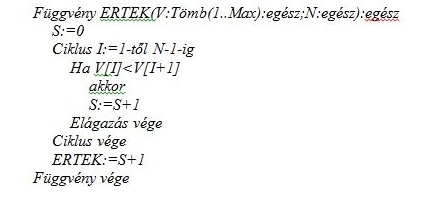 Függvény ERTEK(V:Tömb(1..Max):egész;N:egész):egész
S:=0
Ciklus I:=1-től N-1-ig
Ha V[I]<V[I+1]
akkor
S:=S+1
Elágazás vége
Ciklus vége
ERTEK:=S+1
Függvény vége